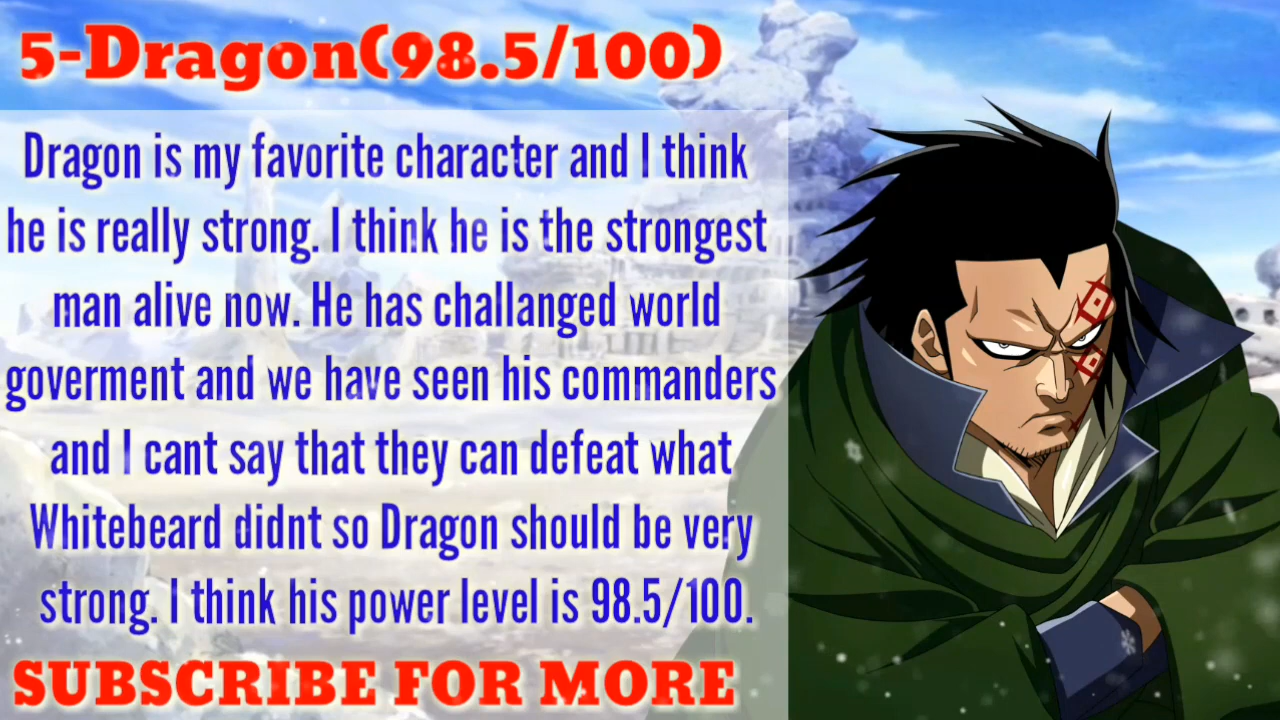 5-Dragon(98.5/100)
Dragon is my favorite character and I think
he is really strong. I think he is the strongest
man alive now. He has challanged world
goverment and we have seen his commanders
and I cant say that they can defeat what
Whitebeard didnt so Dragon should be very
strong. I think his power level is 98.5/100.
SUBSCRIBE FOR MORE